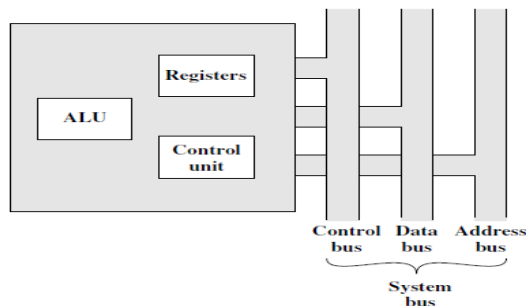 Registers
ALU
Control
unit
Control Data Address
bus bus bus
System
bus